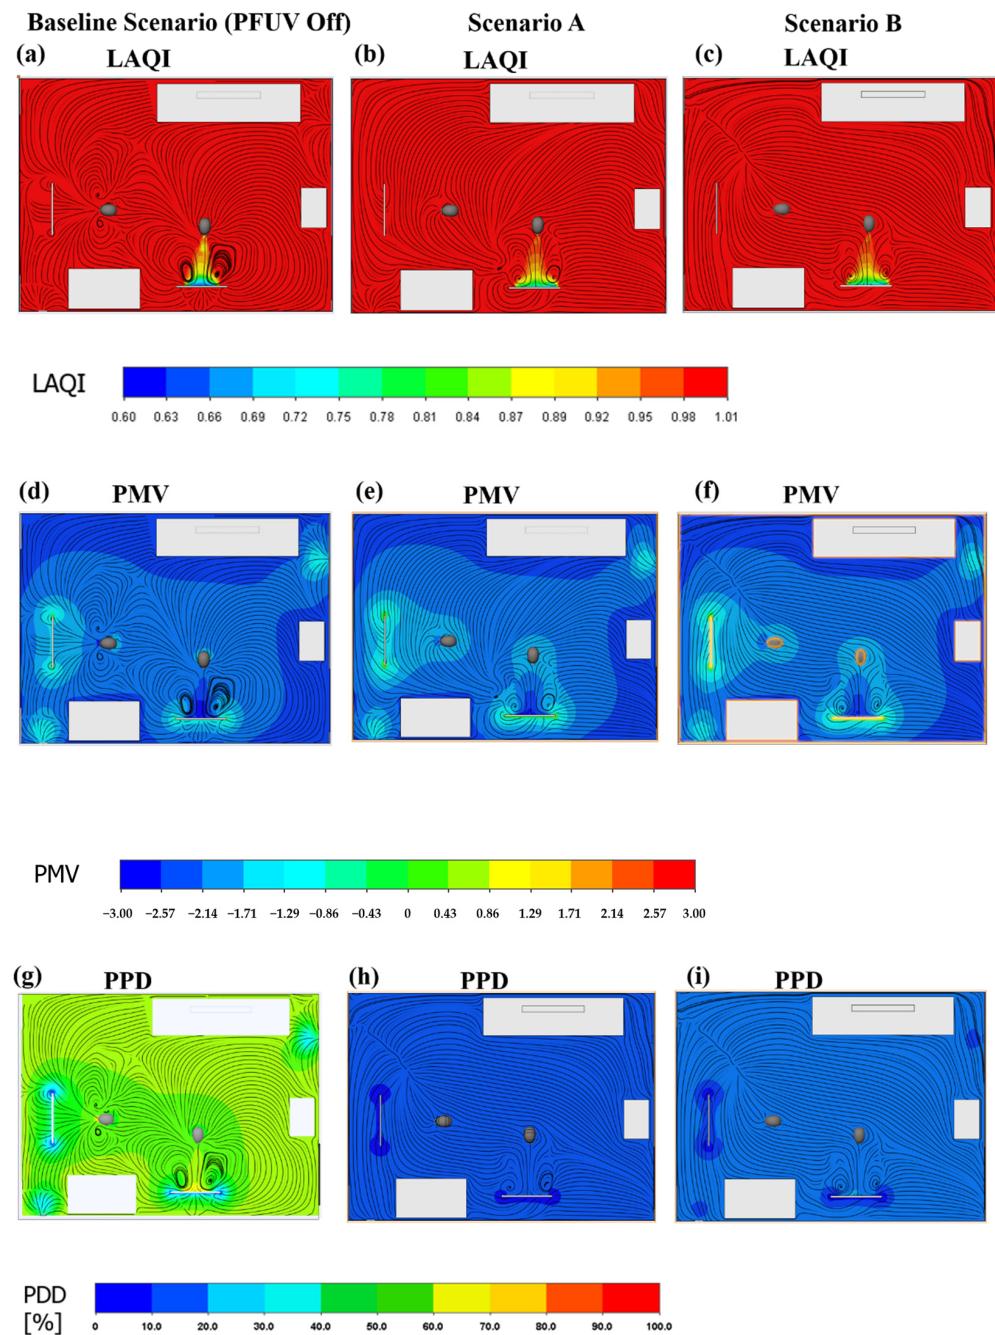 Baseline Scenario (PFUV Off) Scenario A Scenario B
(a) LAQI (b) LAQI (c) LAQI
LAQI
0.60 0.63 0.66 0.69 0.72 0.75 0.78 0.81 0.84 0.87 0.89 0.92 0.95 0.98 1.01
(d) PMV (e) PMV (f) PMV
PMV
−3.00 −2.57 −2.14 −1.71 −1.29 −0.86 −0.43 0 0.43 0.86 1.29 1.71 2.14 2.57 3.00
(g) PPD (h) PPD (i) PPD
PDD
[%]
0 10.0 20.0 30.0 40.0 50.0 60.0 70.0 80.0 90.0 100.0